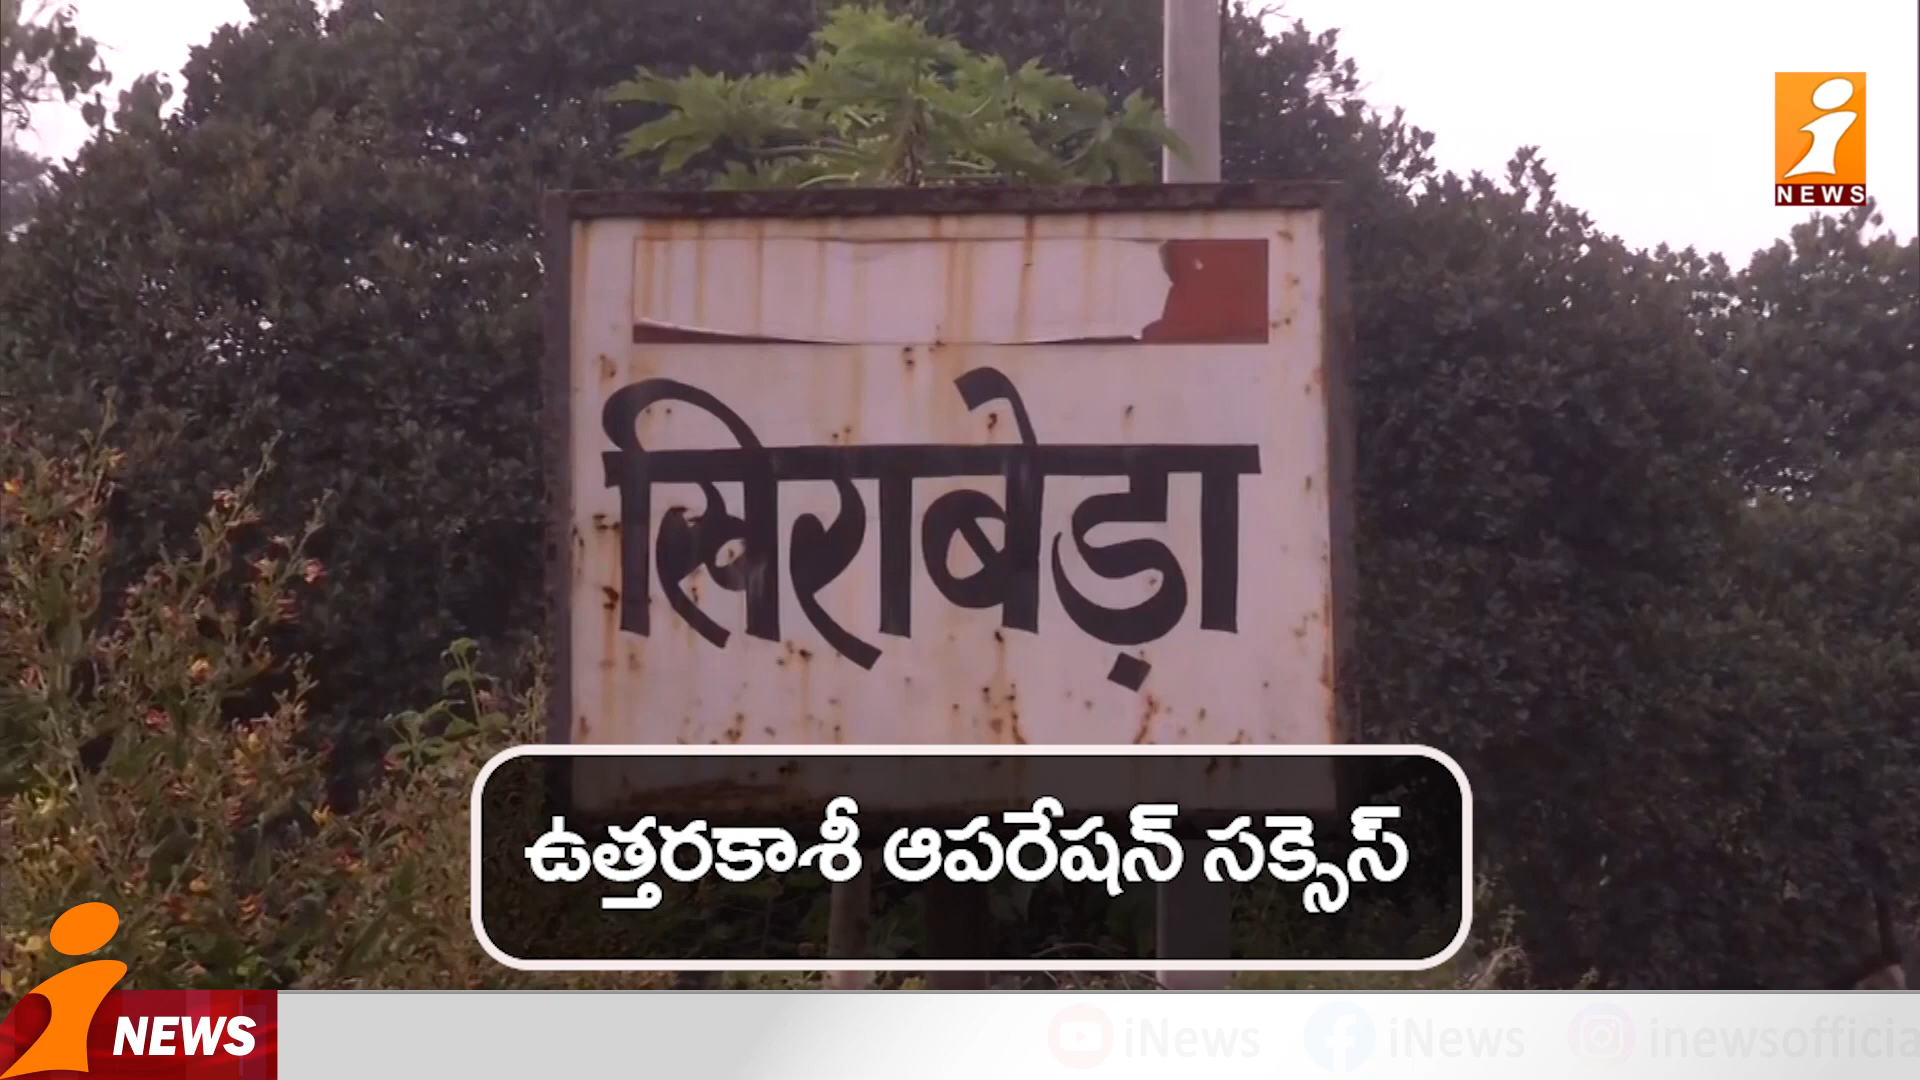 i
NEWS
खिराबेड़ा
ఉత్తరకాశీ ఆపరేషన్ సక్సెస్
i NEWS
iNews iNews inewsofficia